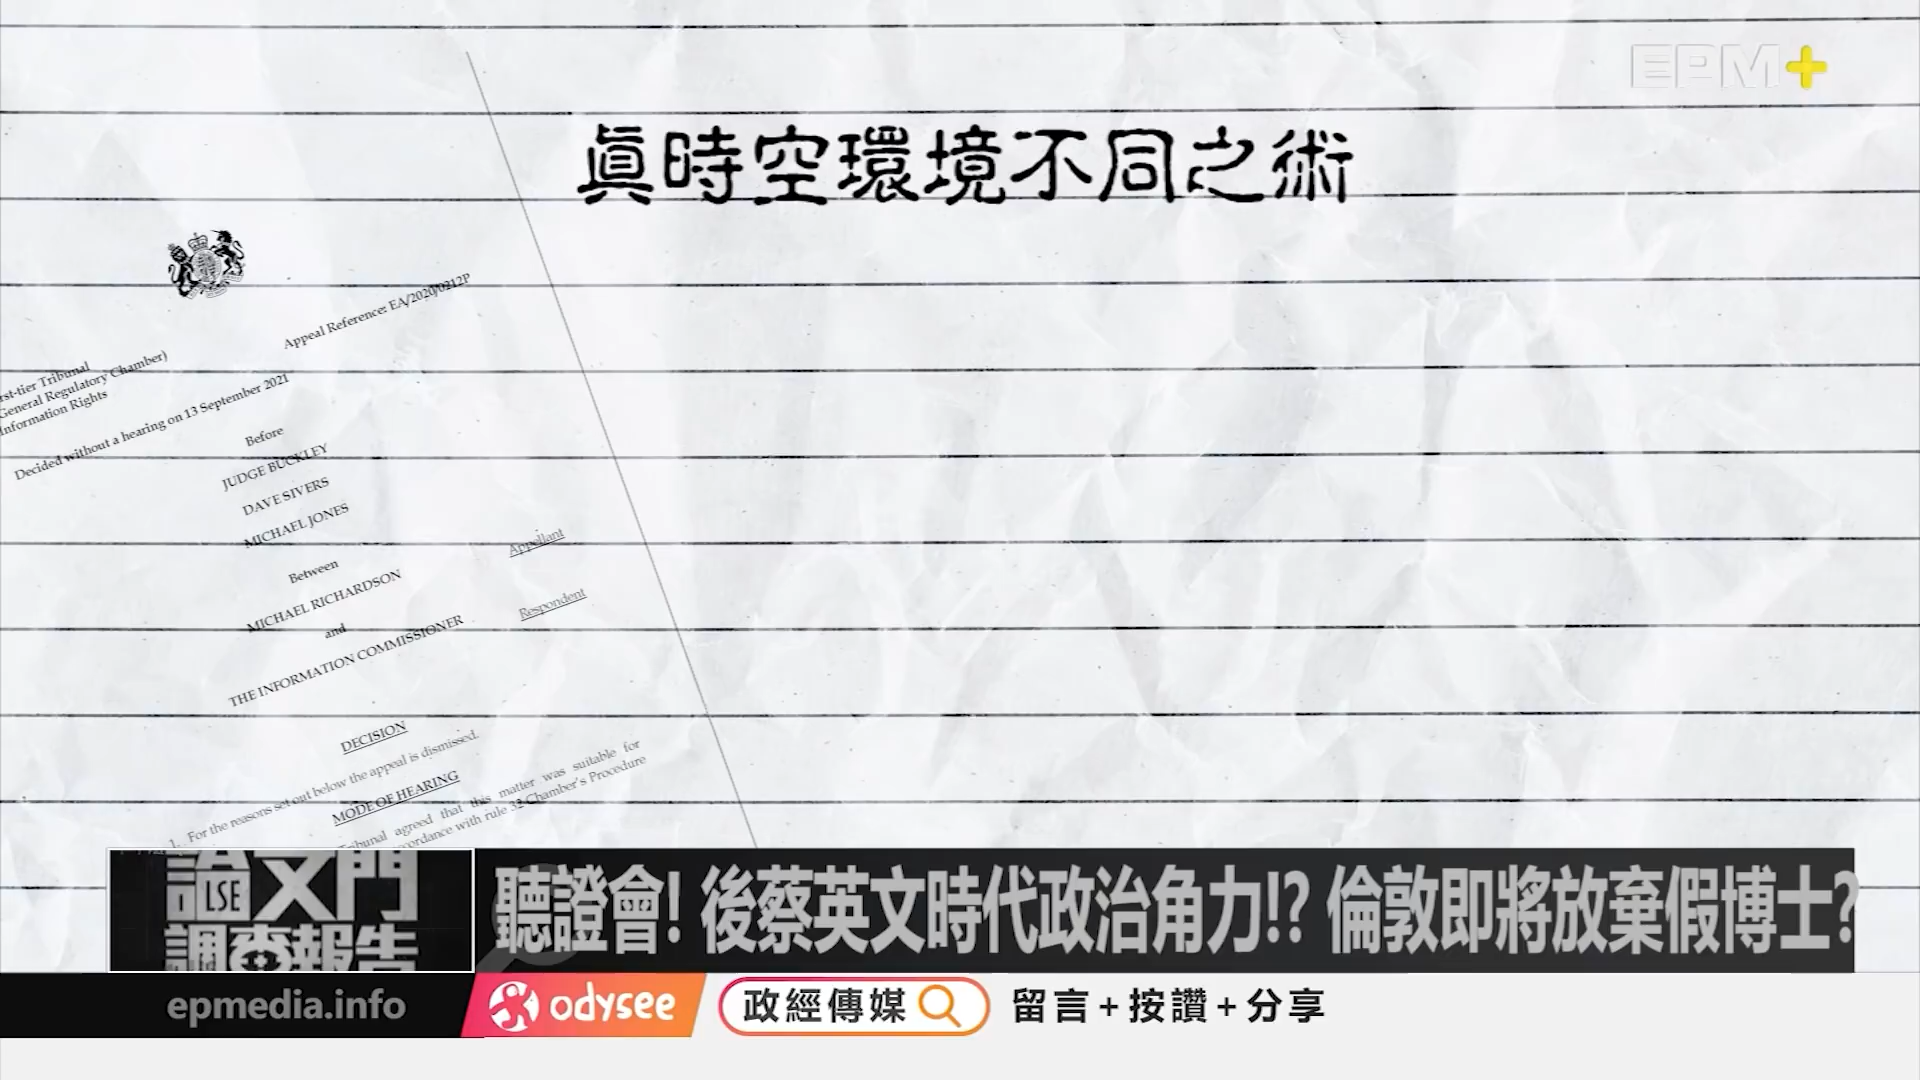 EPM+
真時空環境不同之術
Appeal Reference: EA/2020/0212P
rst-tier Tribunal
General Regulatory Chamber)
Information Rights
Decided without a hearing on 13 September 2021
Before
JUDGE BUCKLEY
DAVE SIVERS
MICHAEL JONES
Between
MICHAEL RICHARDSON
Appellant
and
THE INFORMATION COMMISSIONER
Respondent
DECISION
1. For the reasons set out below the appeal is dismissed.
MODE OF HEARING
Tribunal agreed that this matter was suitable for
cordance with rule 32 Chamber's Procedure
論文門
LSE
調查報告
聽證會! 後蔡英文時代政治角力!? 倫敦即將放棄假博士?
epmedia.info
odysee
政經傳媒
留言+按讚+分享